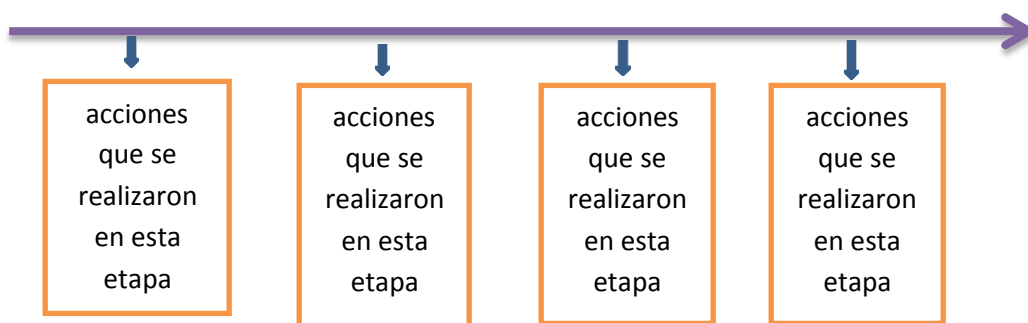 acciones
que se
realizaron
en esta
etapa
acciones
que se
realizaron
en esta
etapa
acciones
que se
realizaron
en esta
etapa
acciones
que se
realizaron
en esta
etapa